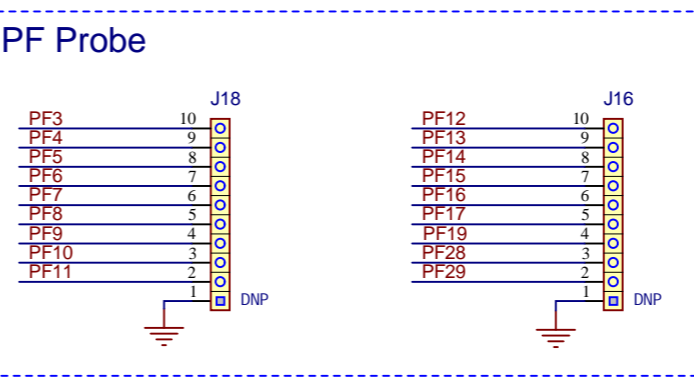 PF Probe
J18
PF3 10
PF4 9
PF5 8
PF6 7
PF7 6
PF8 5
PF9 4
PF10 3
PF11 2
1 DNP
J16
PF12 10
PF13 9
PF14 8
PF15 7
PF16 6
PF17 5
PF19 4
PF28 3
PF29 2
1 DNP